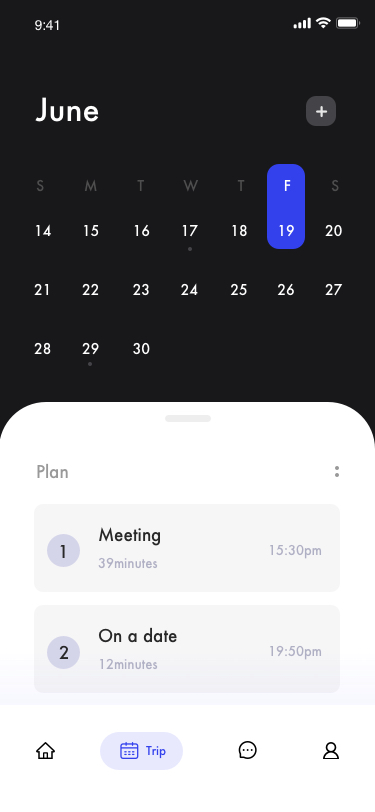 9:41
June
S M T W T F S
14 15 16 17 18 19 20
21 22 23 24 25 26 27
28 29 30
Plan
1 Meeting 15:30pm
39minutes
2 On a date 19:50pm
12minutes
Trip